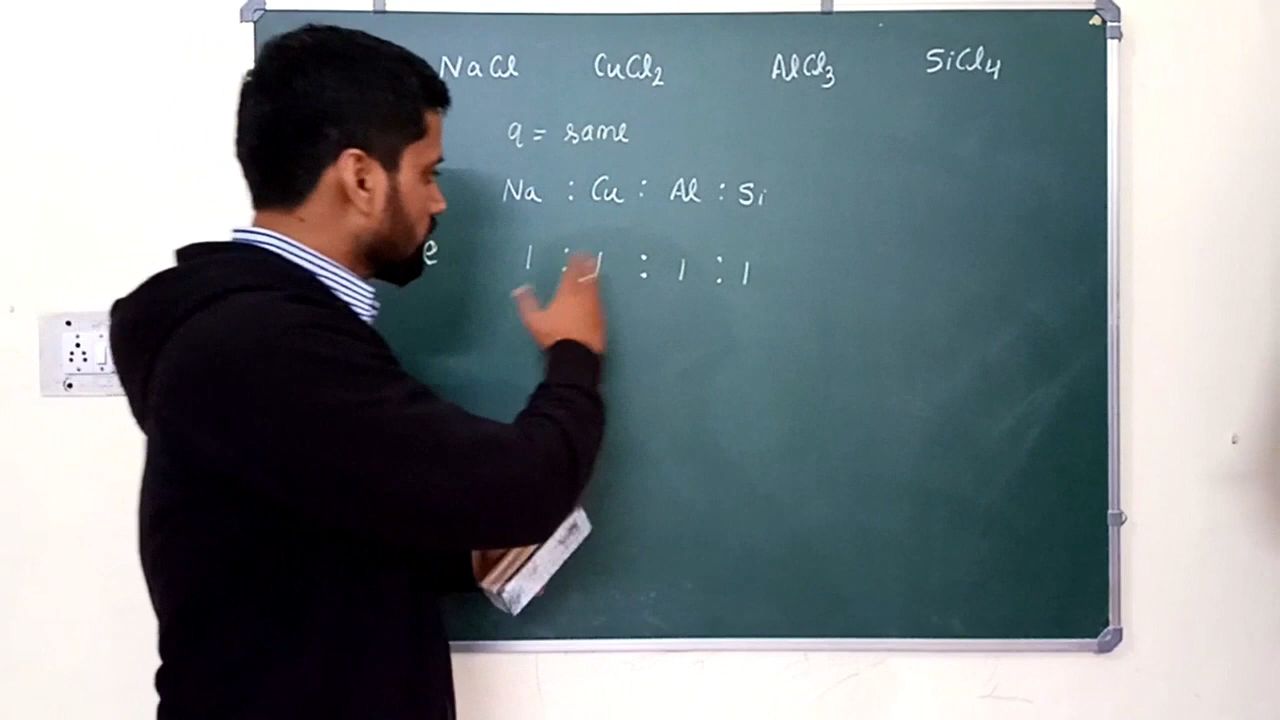 NaCl CuCl₂ AlCl₃ SiCl₄
q = same
Na : Cu : Al : Si
e 1 : 1 : 1 : 1